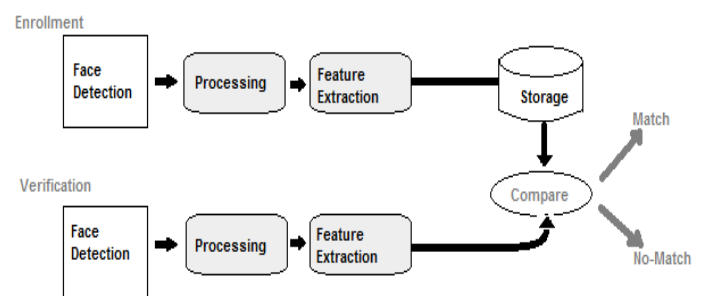 Enrollment
Face
Detection
Processing
Feature
Extraction
Storage
Match
Compare
No-Match
Verification
Face
Detection
Processing
Feature
Extraction